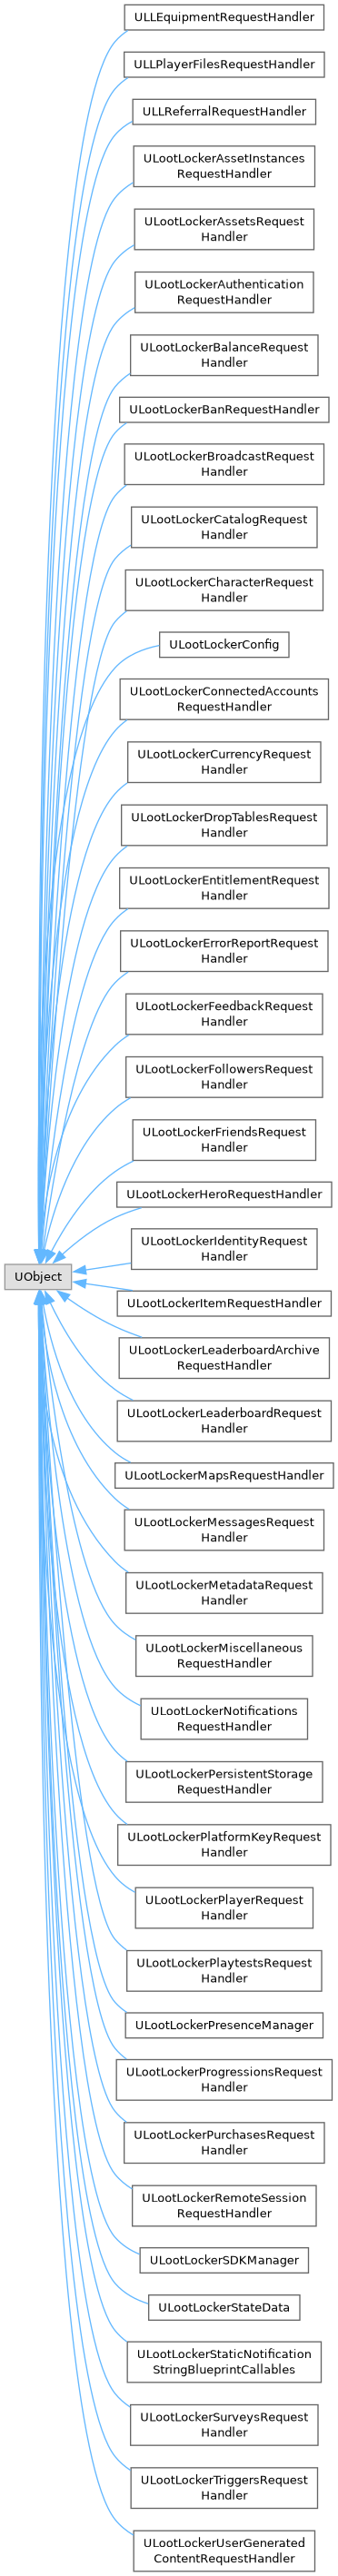 ULLEquipmentRequestHandler
ULLPlayerFilesRequestHandler
ULLReferralRequestHandler
ULootLockerAssetInstances
RequestHandler
ULootLockerAssetsRequest
Handler
ULootLockerAuthentication
RequestHandler
ULootLockerBalanceRequest
Handler
ULootLockerBanRequestHandler
ULootLockerBroadcastRequest
Handler
ULootLockerCatalogRequest
Handler
ULootLockerCharacterRequest
Handler
ULootLockerConfig
ULootLockerConnectedAccounts
RequestHandler
ULootLockerCurrencyRequest
Handler
ULootLockerDropTablesRequest
Handler
ULootLockerEntitlementRequest
Handler
ULootLockerErrorReportRequest
Handler
ULootLockerFeedbackRequest
Handler
ULootLockerFollowersRequest
Handler
ULootLockerFriendsRequest
Handler
ULootLockerHeroRequestHandler
ULootLockerIdentityRequest
Handler
UObject
ULootLockerItemRequestHandler
ULootLockerLeaderboardArchive
RequestHandler
ULootLockerLeaderboardRequest
Handler
ULootLockerMapsRequestHandler
ULootLockerMessagesRequest
Handler
ULootLockerMetadataRequest
Handler
ULootLockerMiscellaneous
RequestHandler
ULootLockerNotifications
RequestHandler
ULootLockerPersistentStorage
RequestHandler
ULootLockerPlatformKeyRequest
Handler
ULootLockerPlayerRequest
Handler
ULootLockerPlaytestsRequest
Handler
ULootLockerPresenceManager
ULootLockerProgressionsRequest
Handler
ULootLockerPurchasesRequest
Handler
ULootLockerRemoteSession
RequestHandler
ULootLockerSDKManager
ULootLockerStateData
ULootLockerStaticNotification
StringBlueprintCallables
ULootLockerSurveysRequest
Handler
ULootLockerTriggersRequest
Handler
ULootLockerUserGenerated
ContentRequestHandler